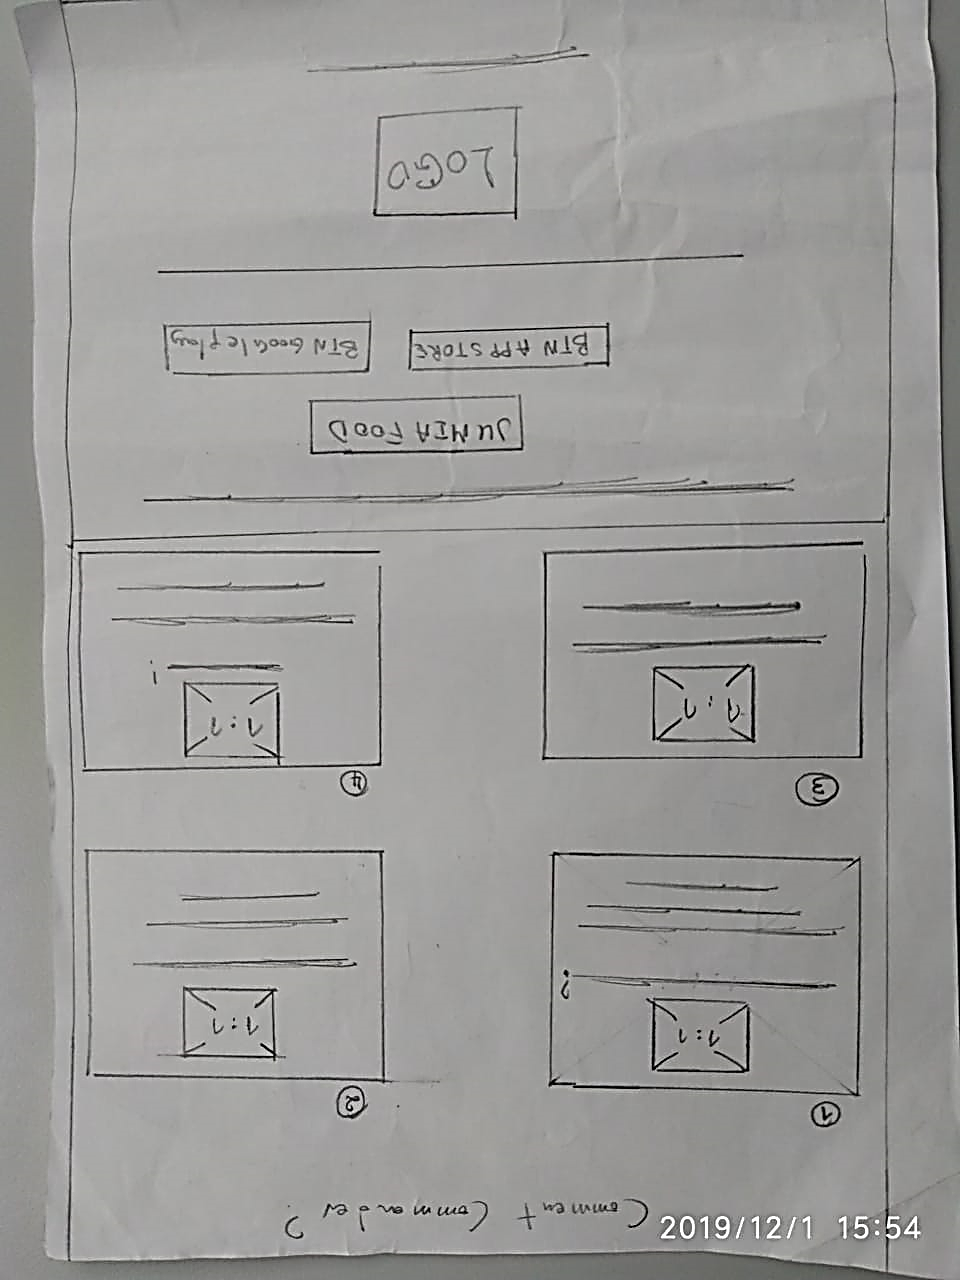 Comment Commander ?
①
②
1:1
1:1
?
③
④
1:1
1:1
!
JUMIA FOOD
BTN APP STORE
BTN Google play
LOGO
2019/12/1 15:54